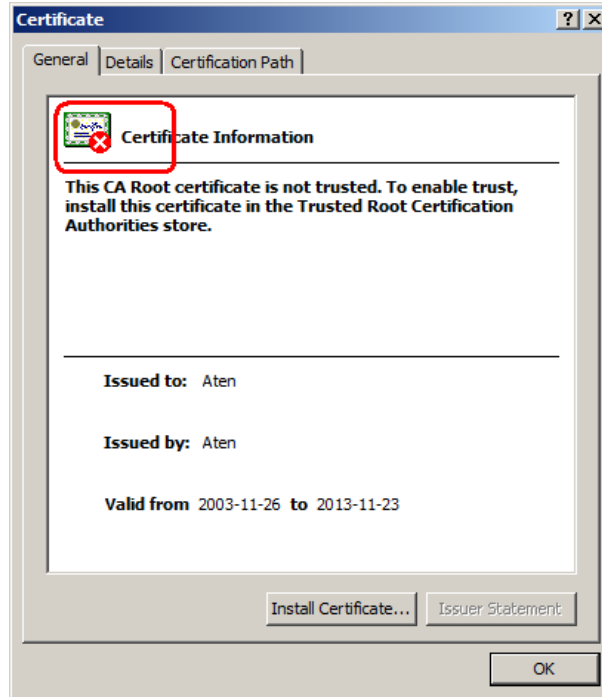 Certificate
General Details Certification Path
Certificate Information
This CA Root certificate is not trusted. To enable trust,
install this certificate in the Trusted Root Certification
Authorities store.
Issued to: Aten
Issued by: Aten
Valid from 2003-11-26 to 2013-11-23
Install Certificate... Issuer Statement
OK